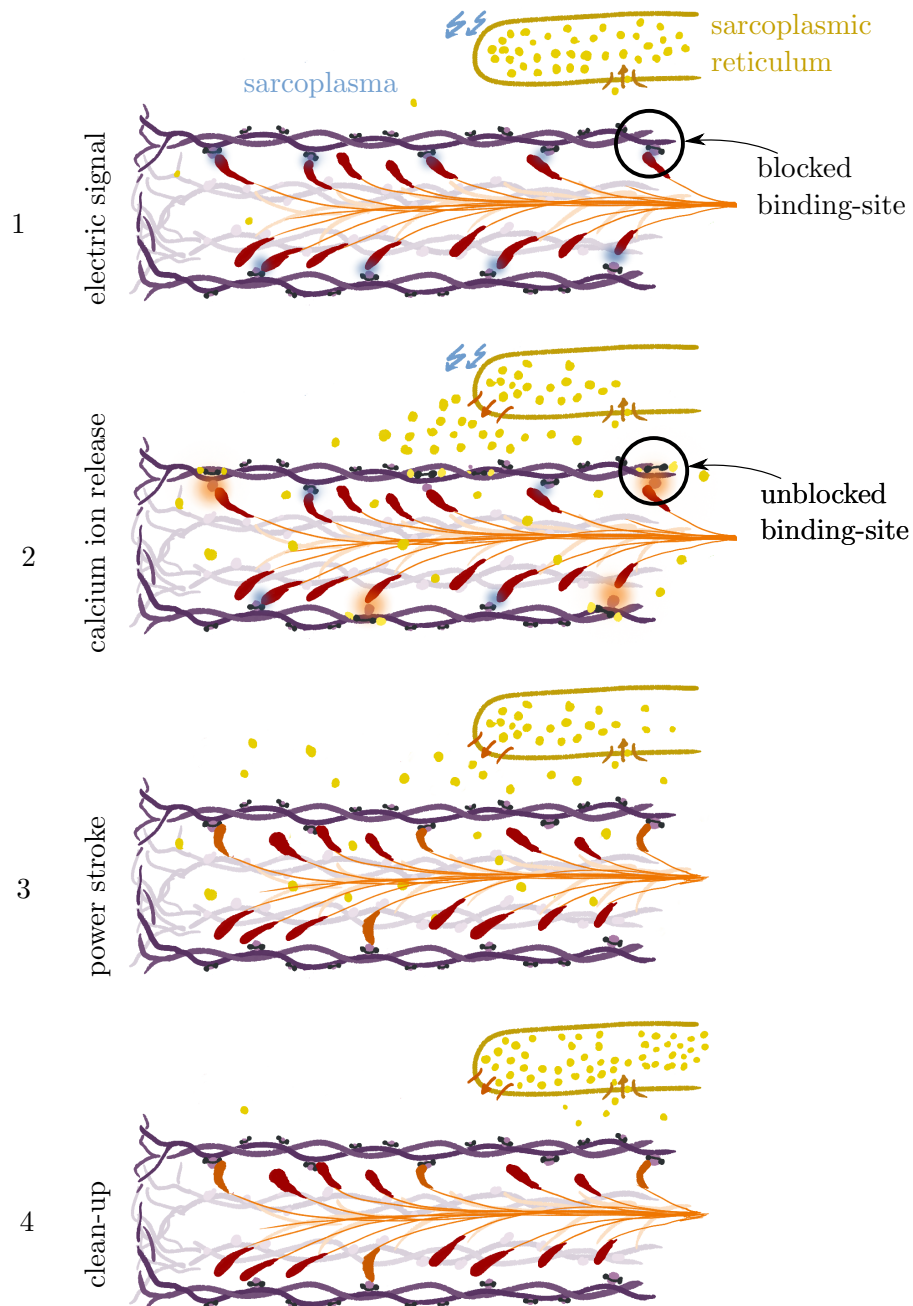 sarcoplasmic
reticulum
sarcoplasma
blocked
binding-site
1
electric signal
unblocked
binding-site
2
calcium ion release
3
power stroke
4
clean-up